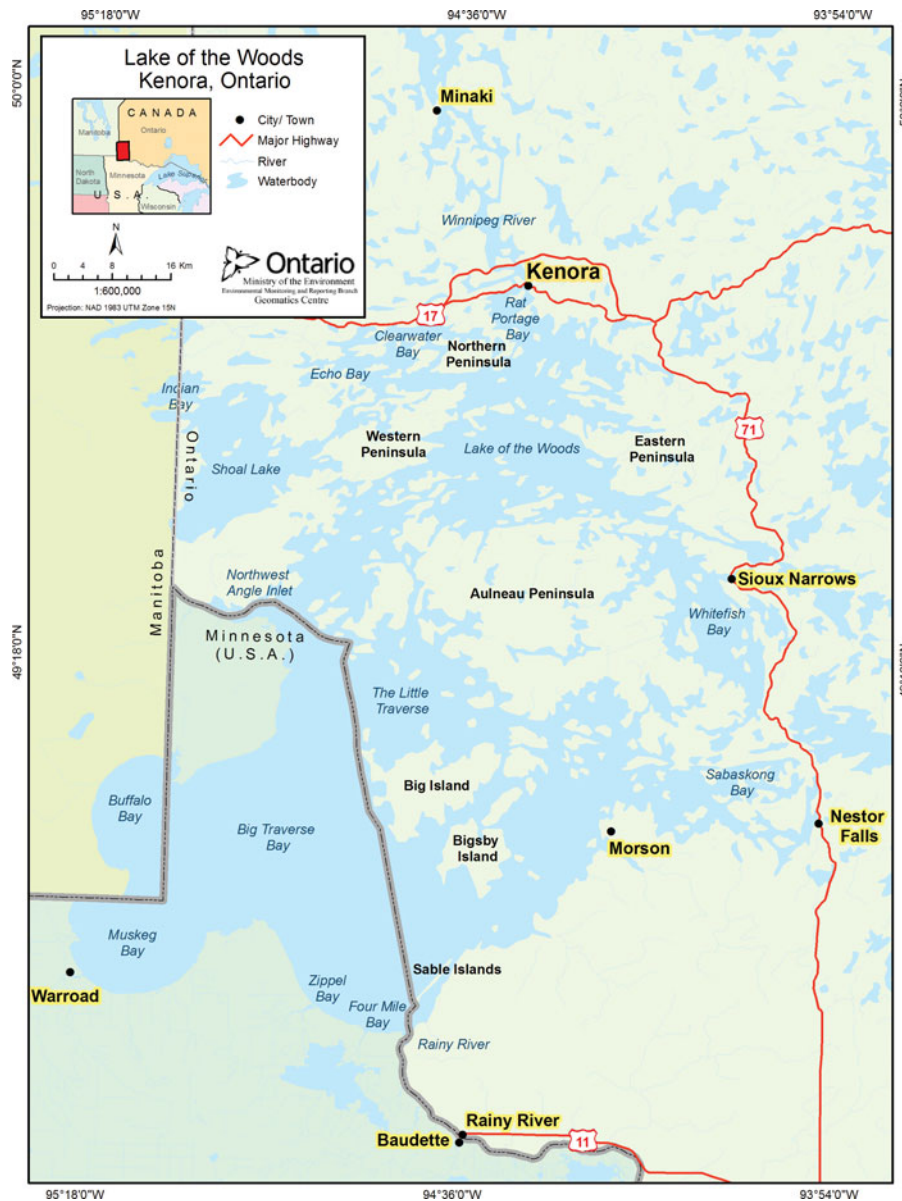 95°18'0"W
94°36'0"W
93°54'0"W
50°0'0"N
Lake of the Woods
Kenora, Ontario
CANADA
Manitoba
Ontario
North
Dakota
Minnesota
Lake Superior
U.S.A.
Wisconsin
City/ Town
Major Highway
River
Waterbody
N
0 4 8 16 Km
1:600,000
Projection: NAD 1983 UTM Zone 15N
Ontario
Ministry of the Environment
Environmental Monitoring and Reporting Branch
Geomatics Centre
Minaki
Winnipeg River
Kenora
17
Rat
Portage
Bay
Clearwater
Bay
Northern
Peninsula
Echo Bay
Indian
Bay
Ontario
Manitoba
71
Western
Peninsula
Lake of the Woods
Eastern
Peninsula
Shoal Lake
Northwest
Angle Inlet
Aulneau Peninsula
Sioux Narrows
Whitefish
Bay
Minnesota
(U.S.A.)
49°18'0"N
The Little
Traverse
Big Island
Sabaskong
Bay
Buffalo
Bay
Big Traverse
Bay
Bigsby
Island
Morson
Nestor
Falls
Muskeg
Bay
Warroad
Sable Islands
Zippel
Bay
Four Mile
Bay
Rainy River
Rainy River
Baudette
11
95°18'0"W
94°36'0"W
93°54'0"W